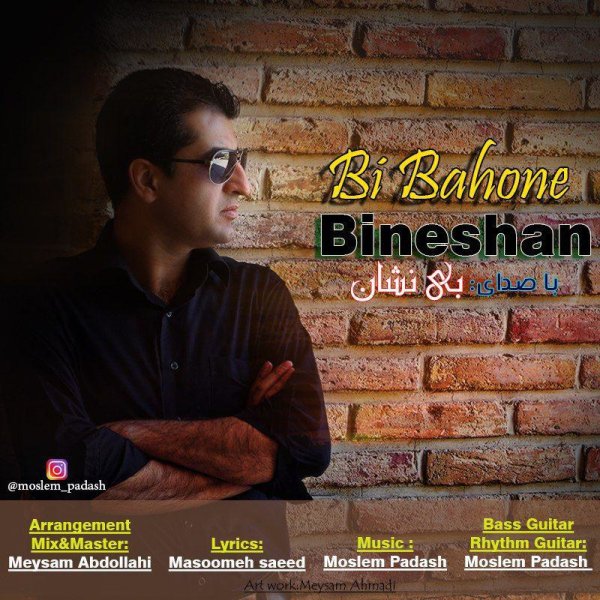 Bi Bahone
Bineshan
با صدای: بی نشان
@moslem_padash
Arrangement
Mix&Master:
Meysam Abdollahi
Lyrics:
Masoomeh saeed
Music :
Moslem Padash
Bass Guitar
Rhythm Guitar:
Moslem Padash
Art work:Meysam Ahmadi